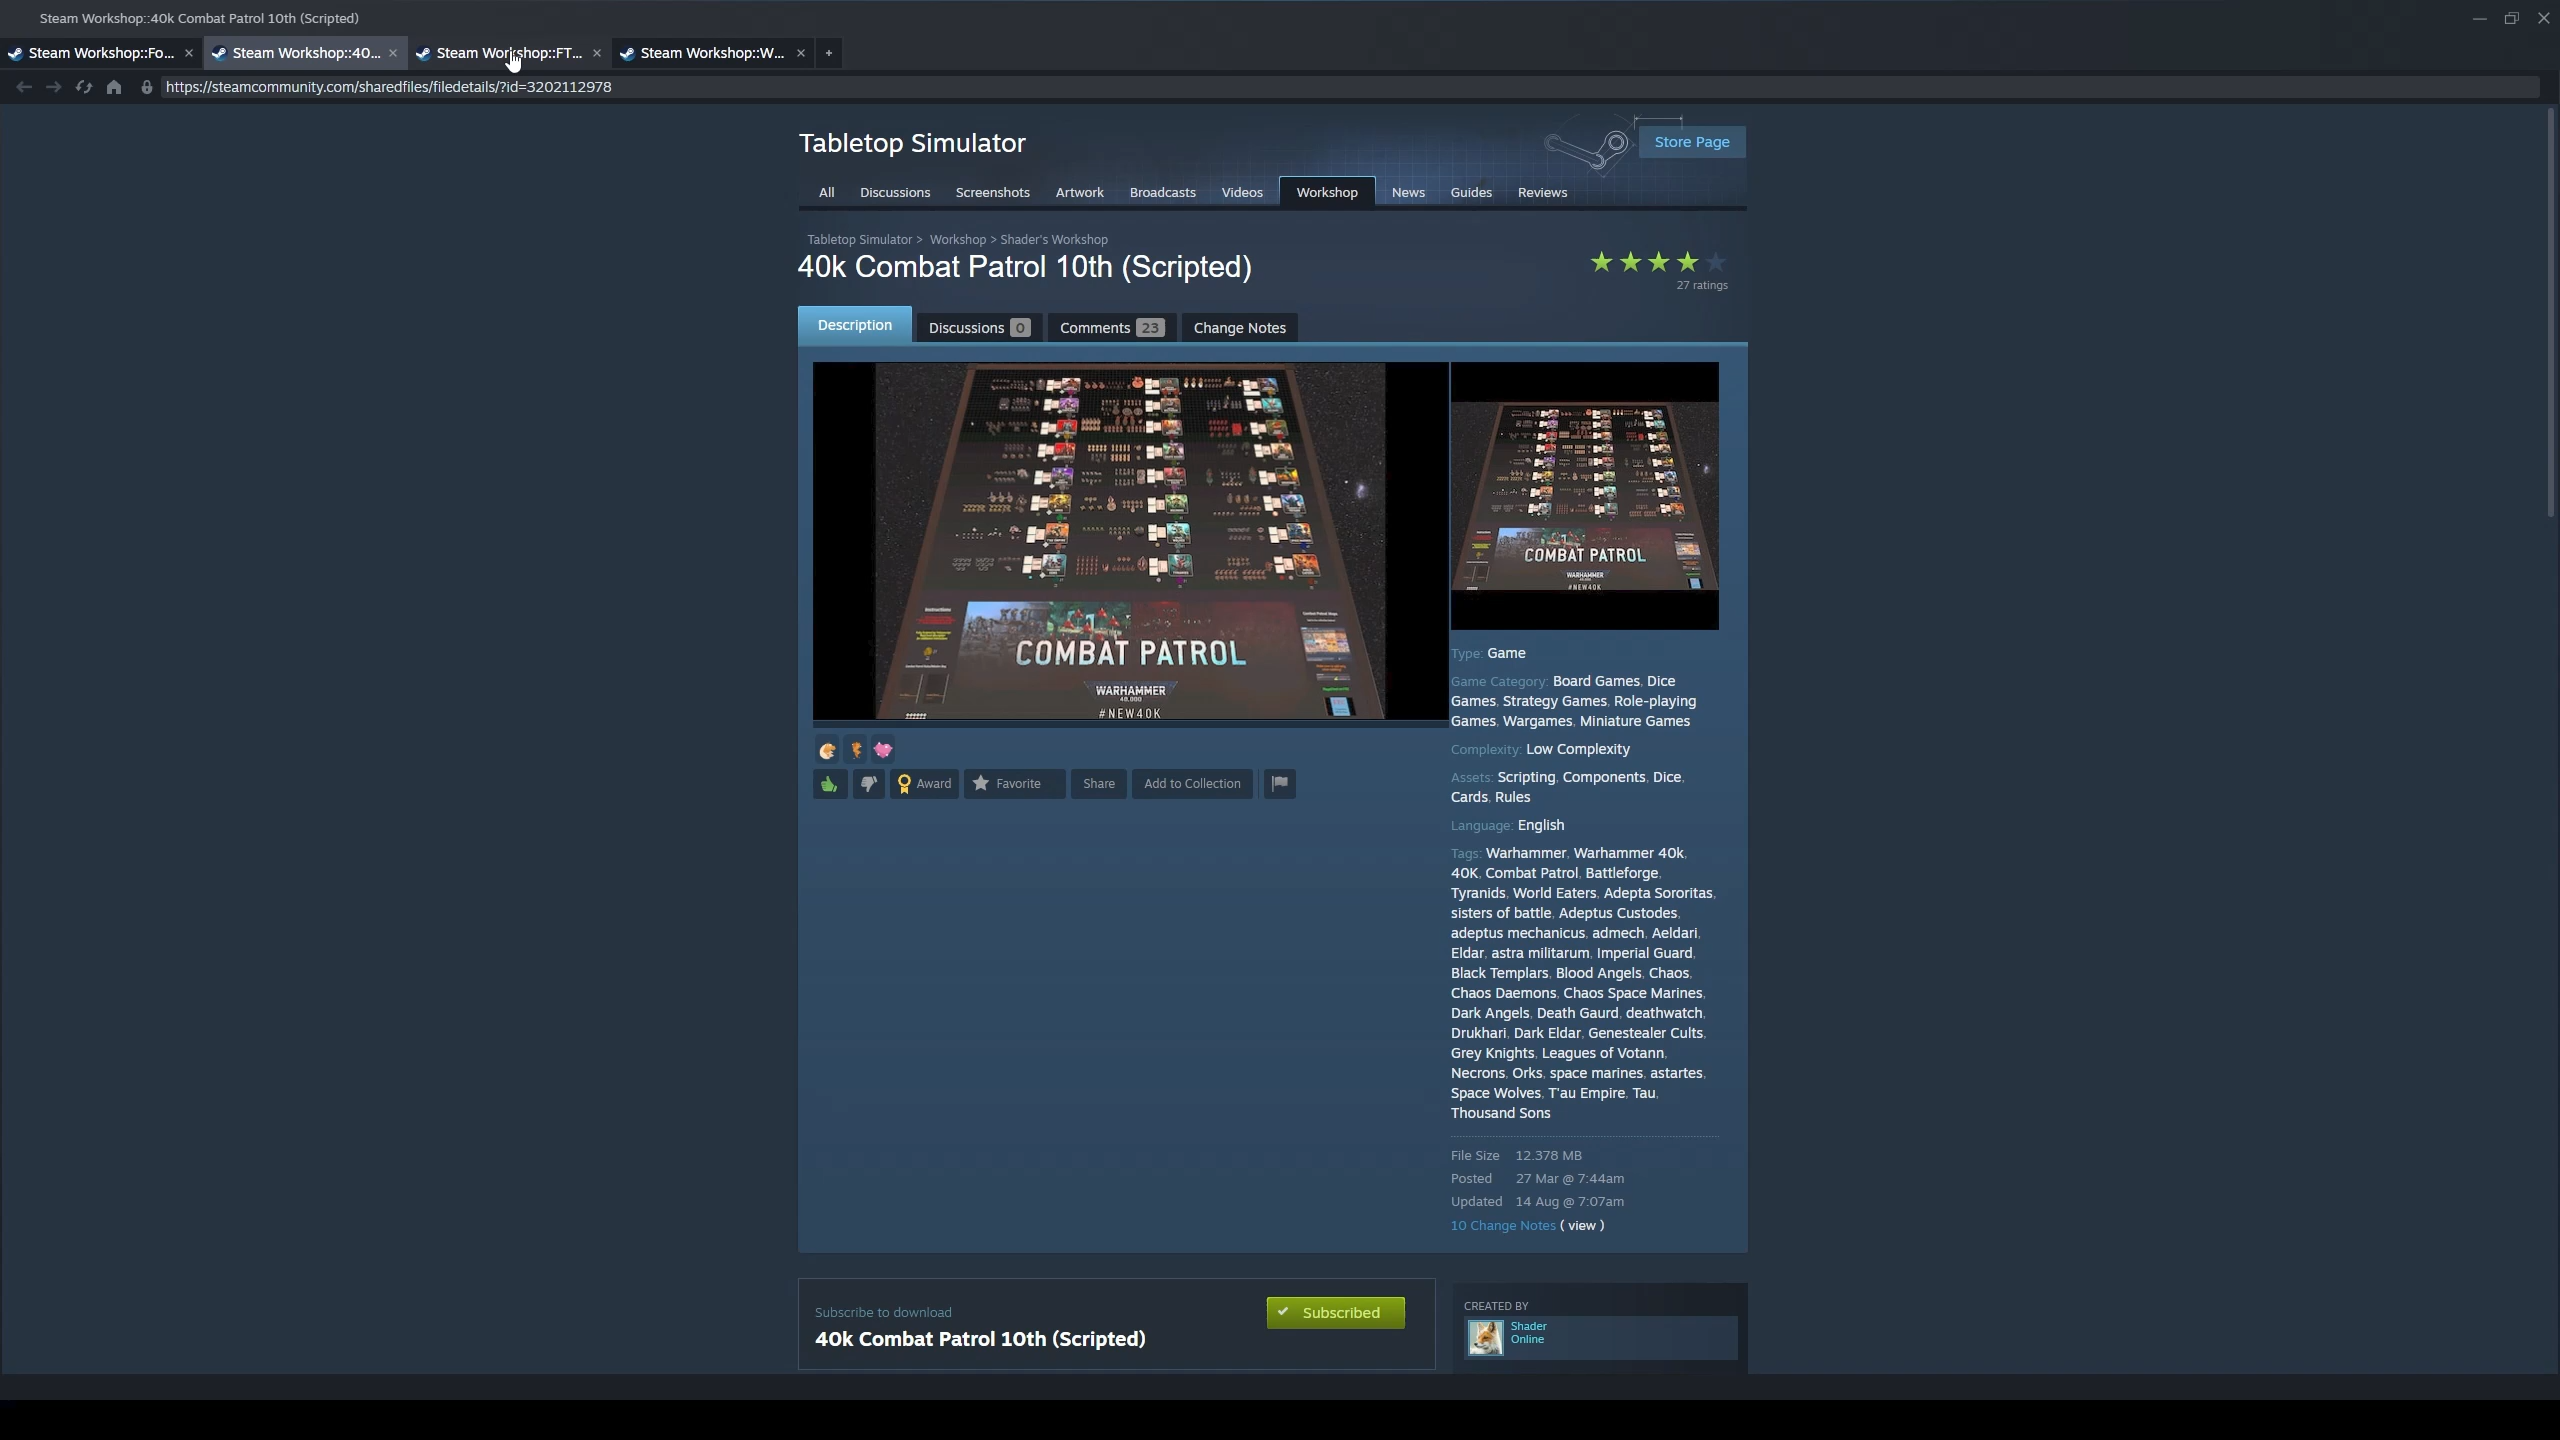 Steam Workshop::40k Combat Patrol 10th (Scripted)
Steam Workshop::Fo...
Steam Workshop::40...
Steam Workshop::FT...
Steam Workshop::W...
https://steamcommunity.com/sharedfiles/filedetails/?id=3202112978
Tabletop Simulator
Store Page
All
Discussions
Screenshots
Artwork
Broadcasts
Videos
Workshop
News
Guides
Reviews
Tabletop Simulator > Workshop > Shader's Workshop
40k Combat Patrol 10th (Scripted)
27 ratings
Description
Discussions 0
Comments 23
Change Notes
COMBAT PATROL
WARHAMMER
40,000
#NEW40K
COMBAT PATROL
WARHAMMER
#NEW40K
Type: Game
Game Category: Board Games, Dice
Games, Strategy Games, Role-playing
Games, Wargames, Miniature Games
Complexity: Low Complexity
Assets: Scripting, Components, Dice,
Cards, Rules
Language: English
Tags: Warhammer, Warhammer 40k,
40K, Combat Patrol, Battleforge,
Tyranids, World Eaters, Adepta Sororitas,
sisters of battle, Adeptus Custodes,
adeptus mechanicus, admech, Aeldari,
Eldar, astra militarum, Imperial Guard,
Black Templars, Blood Angels, Chaos,
Chaos Daemons, Chaos Space Marines,
Dark Angels, Death Gaurd, deathwatch,
Drukhari, Dark Eldar, Genestealer Cults,
Grey Knights, Leagues of Votann,
Necrons, Orks, space marines, astartes,
Space Wolves, T'au Empire, Tau,
Thousand Sons
Award
Favorite
Share
Add to Collection
File Size 12.378 MB
Posted 27 Mar @ 7:44am
Updated 14 Aug @ 7:07am
10 Change Notes ( view )
Subscribe to download
40k Combat Patrol 10th (Scripted)
Subscribed
CREATED BY
Shader
Online